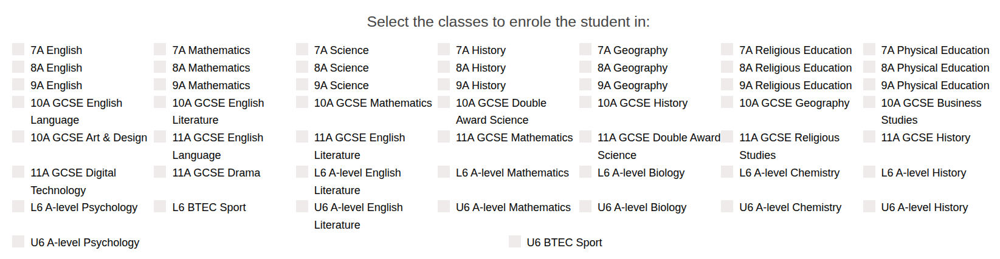 Select the classes to enrole the student in:
7A English 7A Mathematics 7A Science 7A History 7A Geography 7A Religious Education 7A Physical Education
8A English 8A Mathematics 8A Science 8A History 8A Geography 8A Religious Education 8A Physical Education
9A English 9A Mathematics 9A Science 9A History 9A Geography 9A Religious Education 9A Physical Education
10A GCSE English 10A GCSE English 10A GCSE Mathematics 10A GCSE Double 10A GCSE History 10A GCSE Geography 10A GCSE Business
Language Literature Award Science Studies
10A GCSE Art & Design 11A GCSE English 11A GCSE English 11A GCSE Mathematics 11A GCSE Double Award 11A GCSE Religious 11A GCSE History
Language Literature Science Studies
11A GCSE Digital 11A GCSE Drama L6 A-level English L6 A-level Mathematics L6 A-level Biology L6 A-level Chemistry L6 A-level History
Technology Literature
L6 A-level Psychology L6 BTEC Sport U6 A-level English U6 A-level Mathematics U6 A-level Biology U6 A-level Chemistry U6 A-level History
Literature
U6 A-level Psychology U6 BTEC Sport